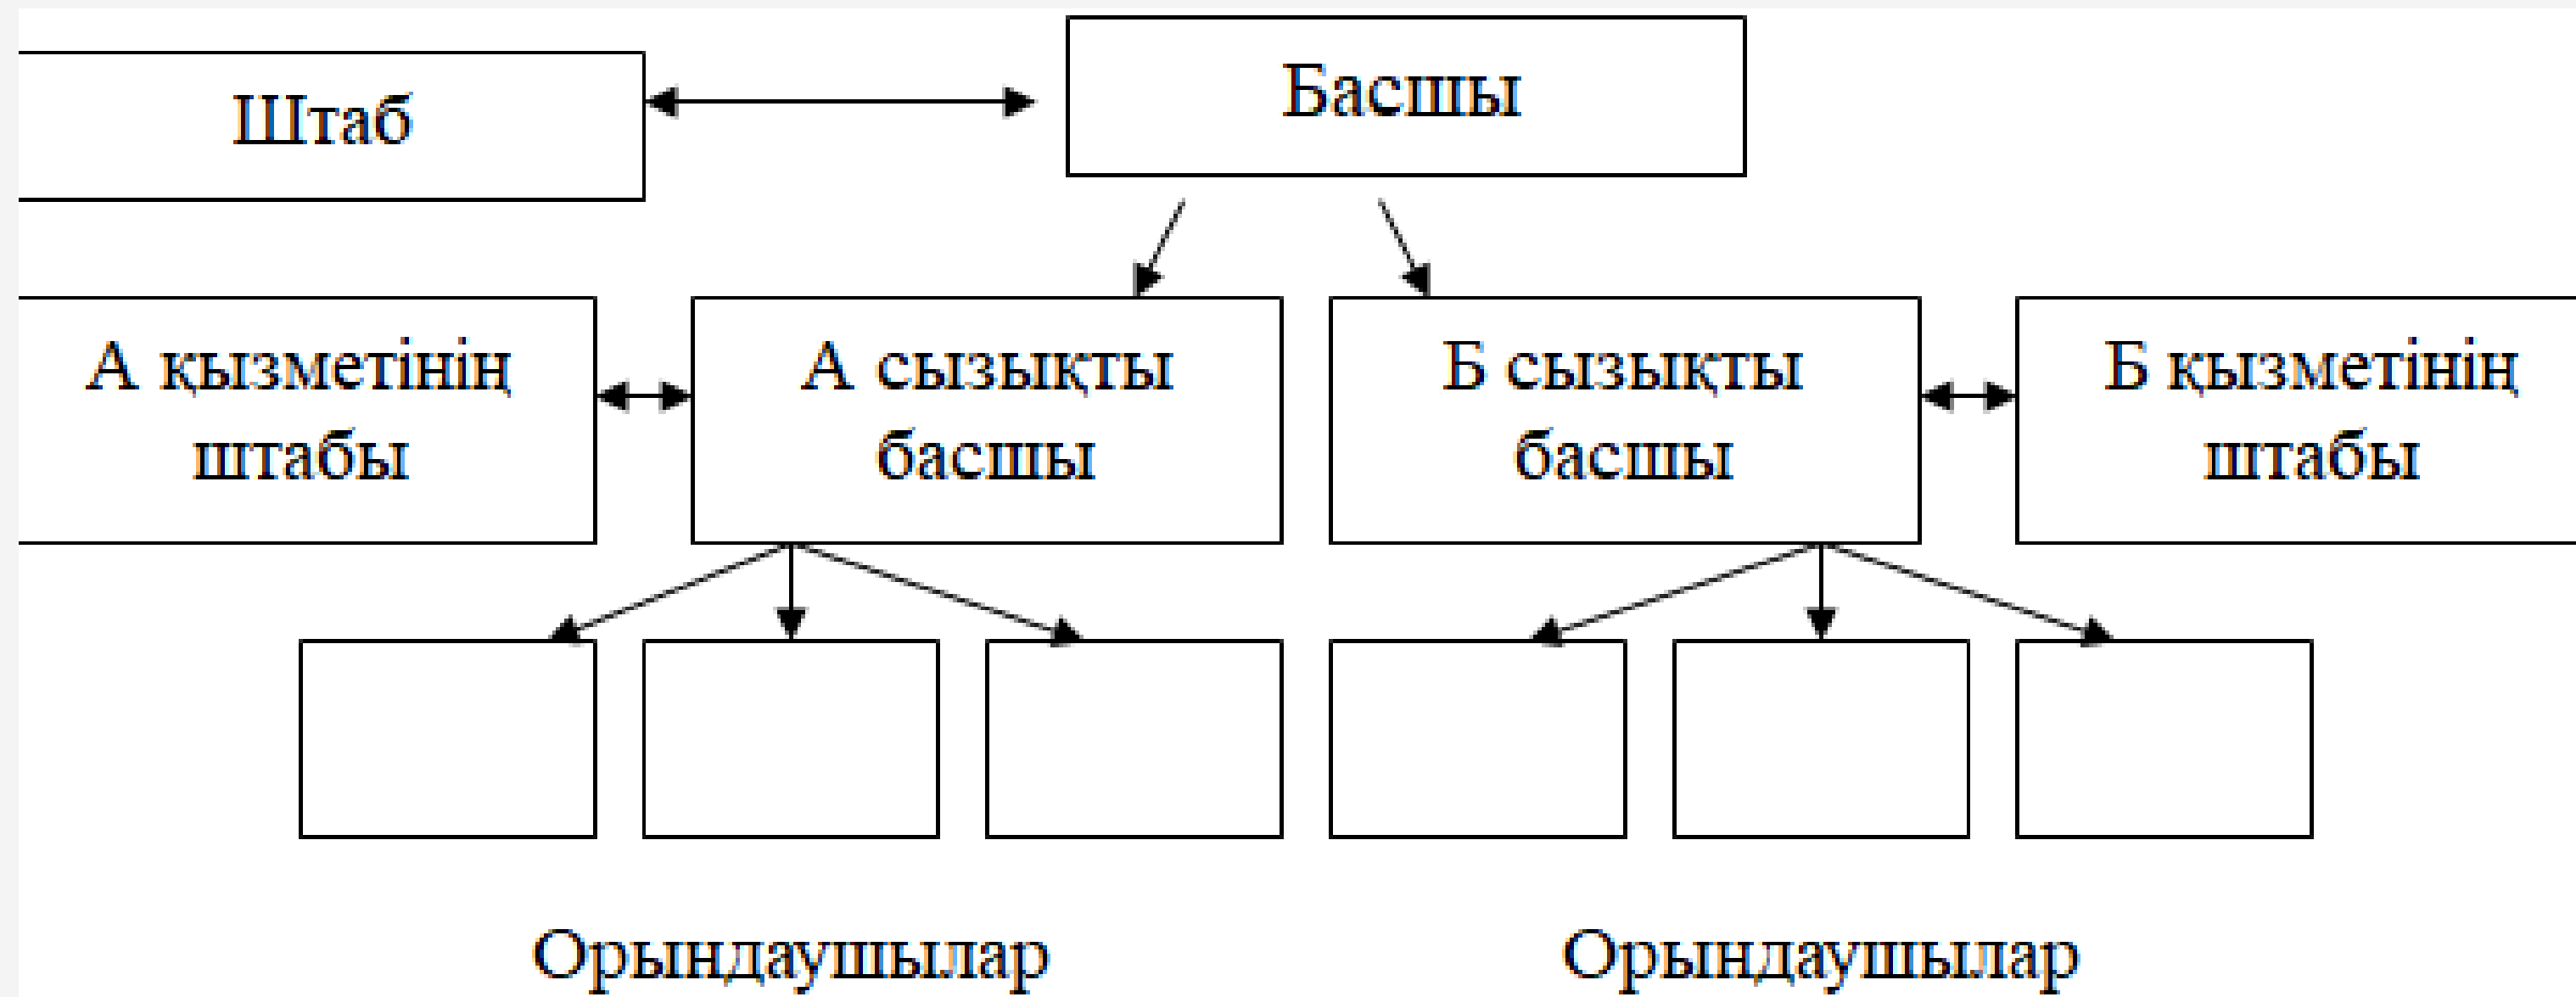 Штаб
Басшы
А қызметінің
штабы
А сызықты
басшы
Б сызықты
басшы
Б қызметінің
штабы
Орындаушылар
Орындаушылар